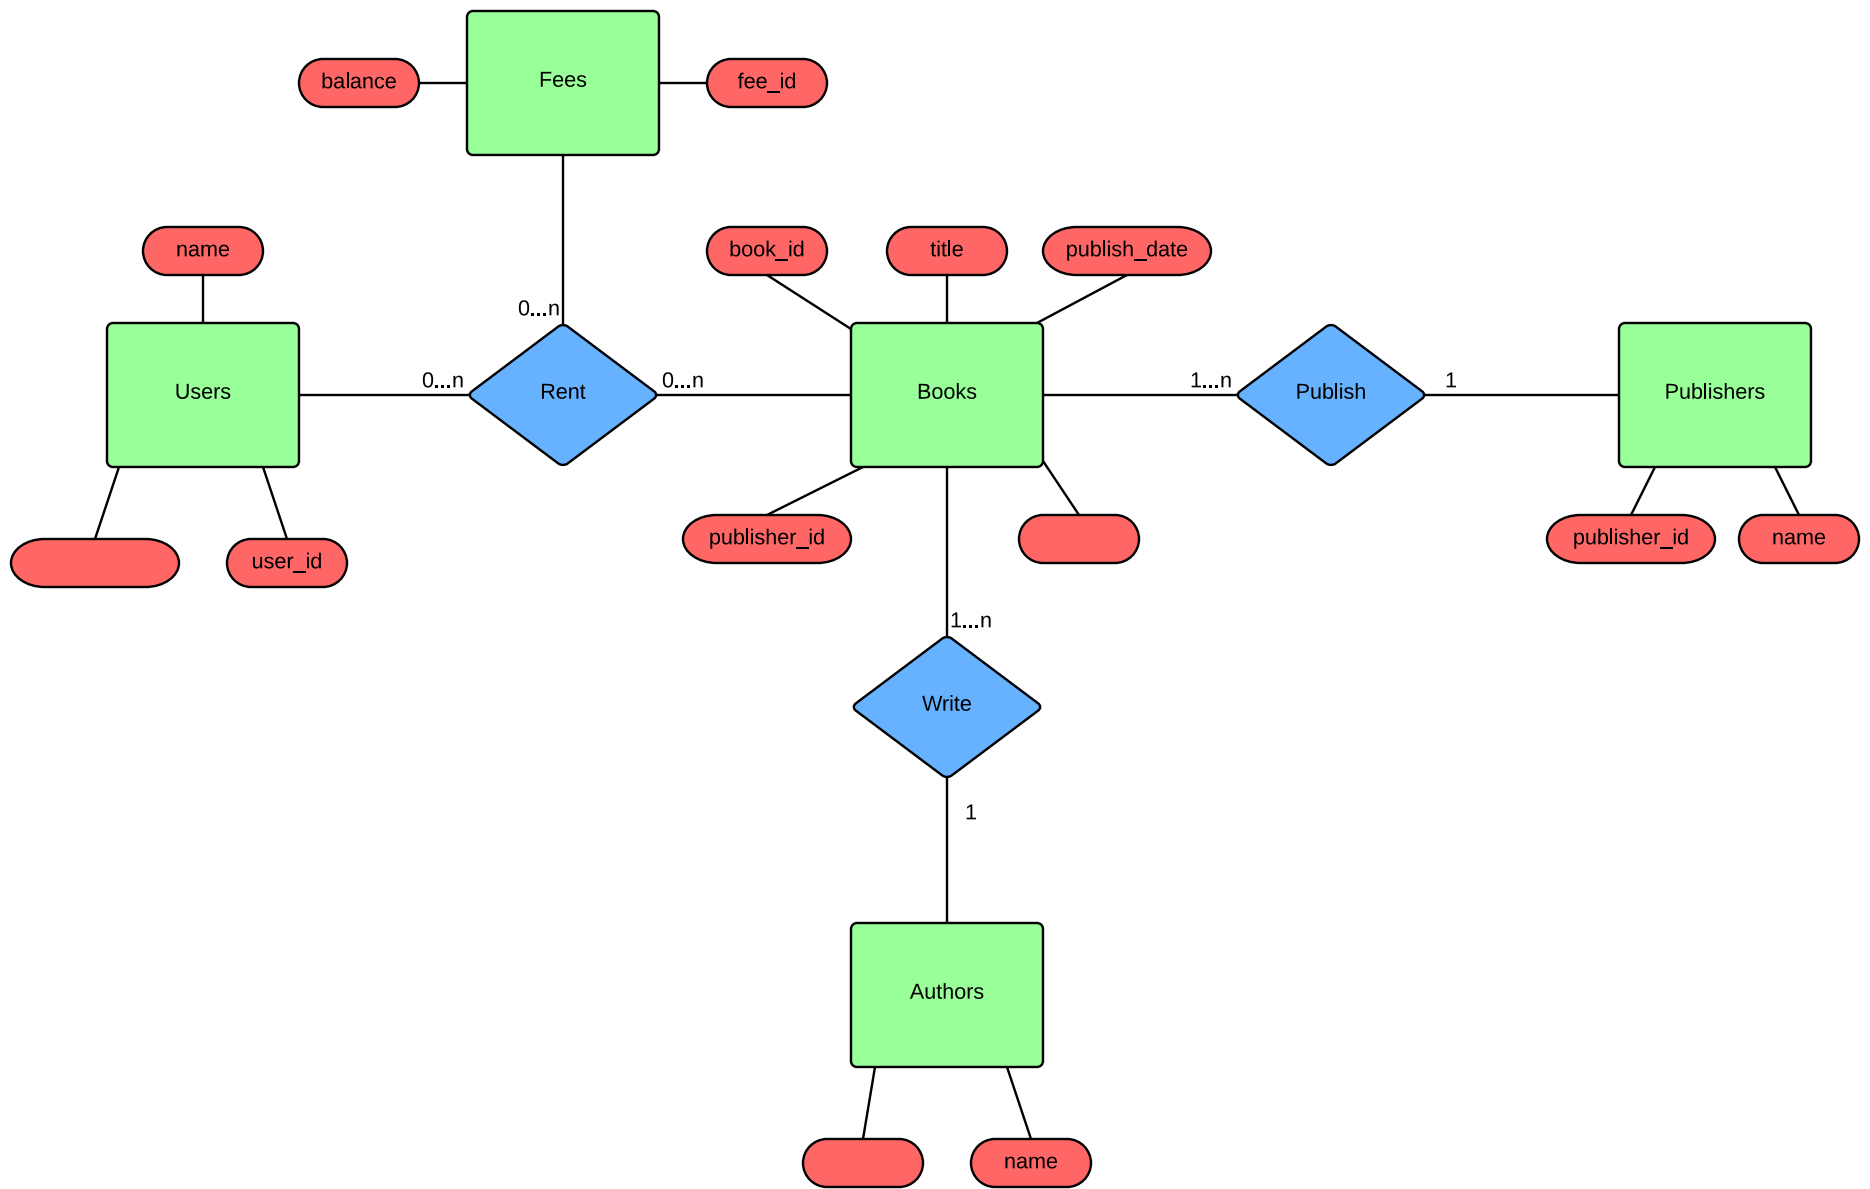 Fees
balance
fee_id
name
book_id
title
publish_date
0...n
Users
0...n
Rent
0...n
Books
1...n
Publish
1
Publishers
publisher_id
publisher_id
name
user_id
1...n
Write
1
Authors
name